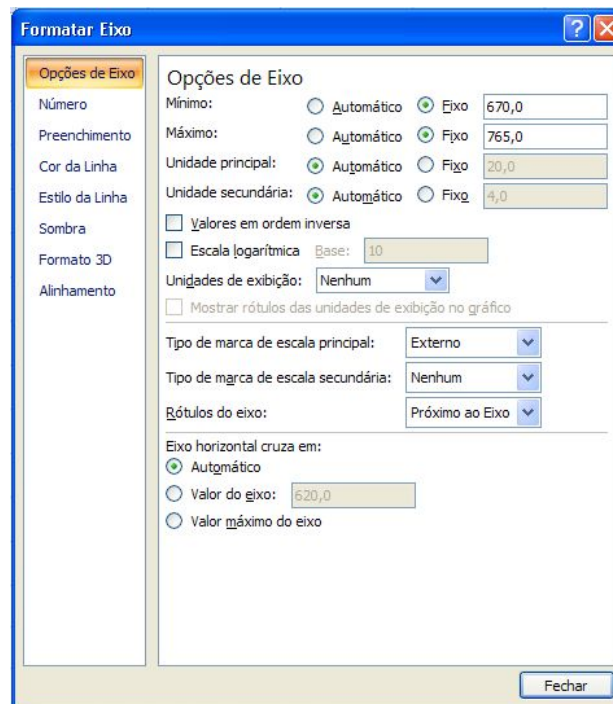 Formatar Eixo
Opções de Eixo
Número
Preenchimento
Cor da Linha
Estilo da Linha
Sombra
Formato 3D
Alinhamento
Opções de Eixo
Mínimo: Automático Fixo 670,0
Máximo: Automático Fixo 765,0
Unidade principal: Automático Fixo 20,0
Unidade secundária: Automático Fixo 4,0
Valores em ordem inversa
Escala logarítmica Base: 10
Unidades de exibição: Nenhum
Mostrar rótulos das unidades de exibição no gráfico
Tipo de marca de escala principal: Externo
Tipo de marca de escala secundária: Nenhum
Rótulos do eixo: Próximo ao Eixo
Eixo horizontal cruza em:
Automático
Valor do eixo: 620,0
Valor máximo do eixo
Fechar